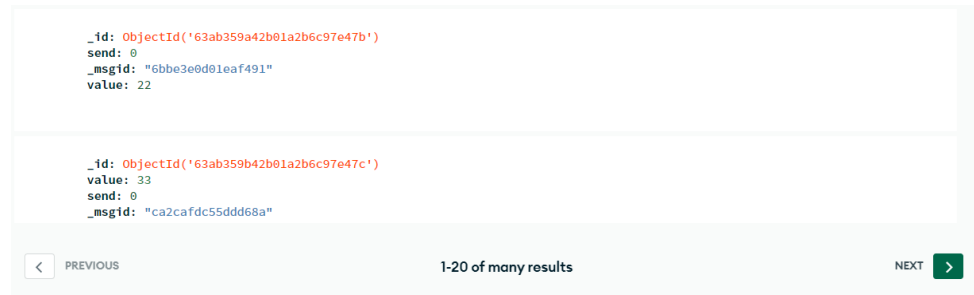 _id: ObjectId('63ab359a42b01a2b6c97e47b')
send: 0
_msgid: "6bbe3e0d01eaf491"
value: 22
_id: ObjectId('63ab359b42b01a2b6c97e47c')
value: 33
send: 0
_msgid: "ca2cafdc55ddd68a"
PREVIOUS 1-20 of many results NEXT